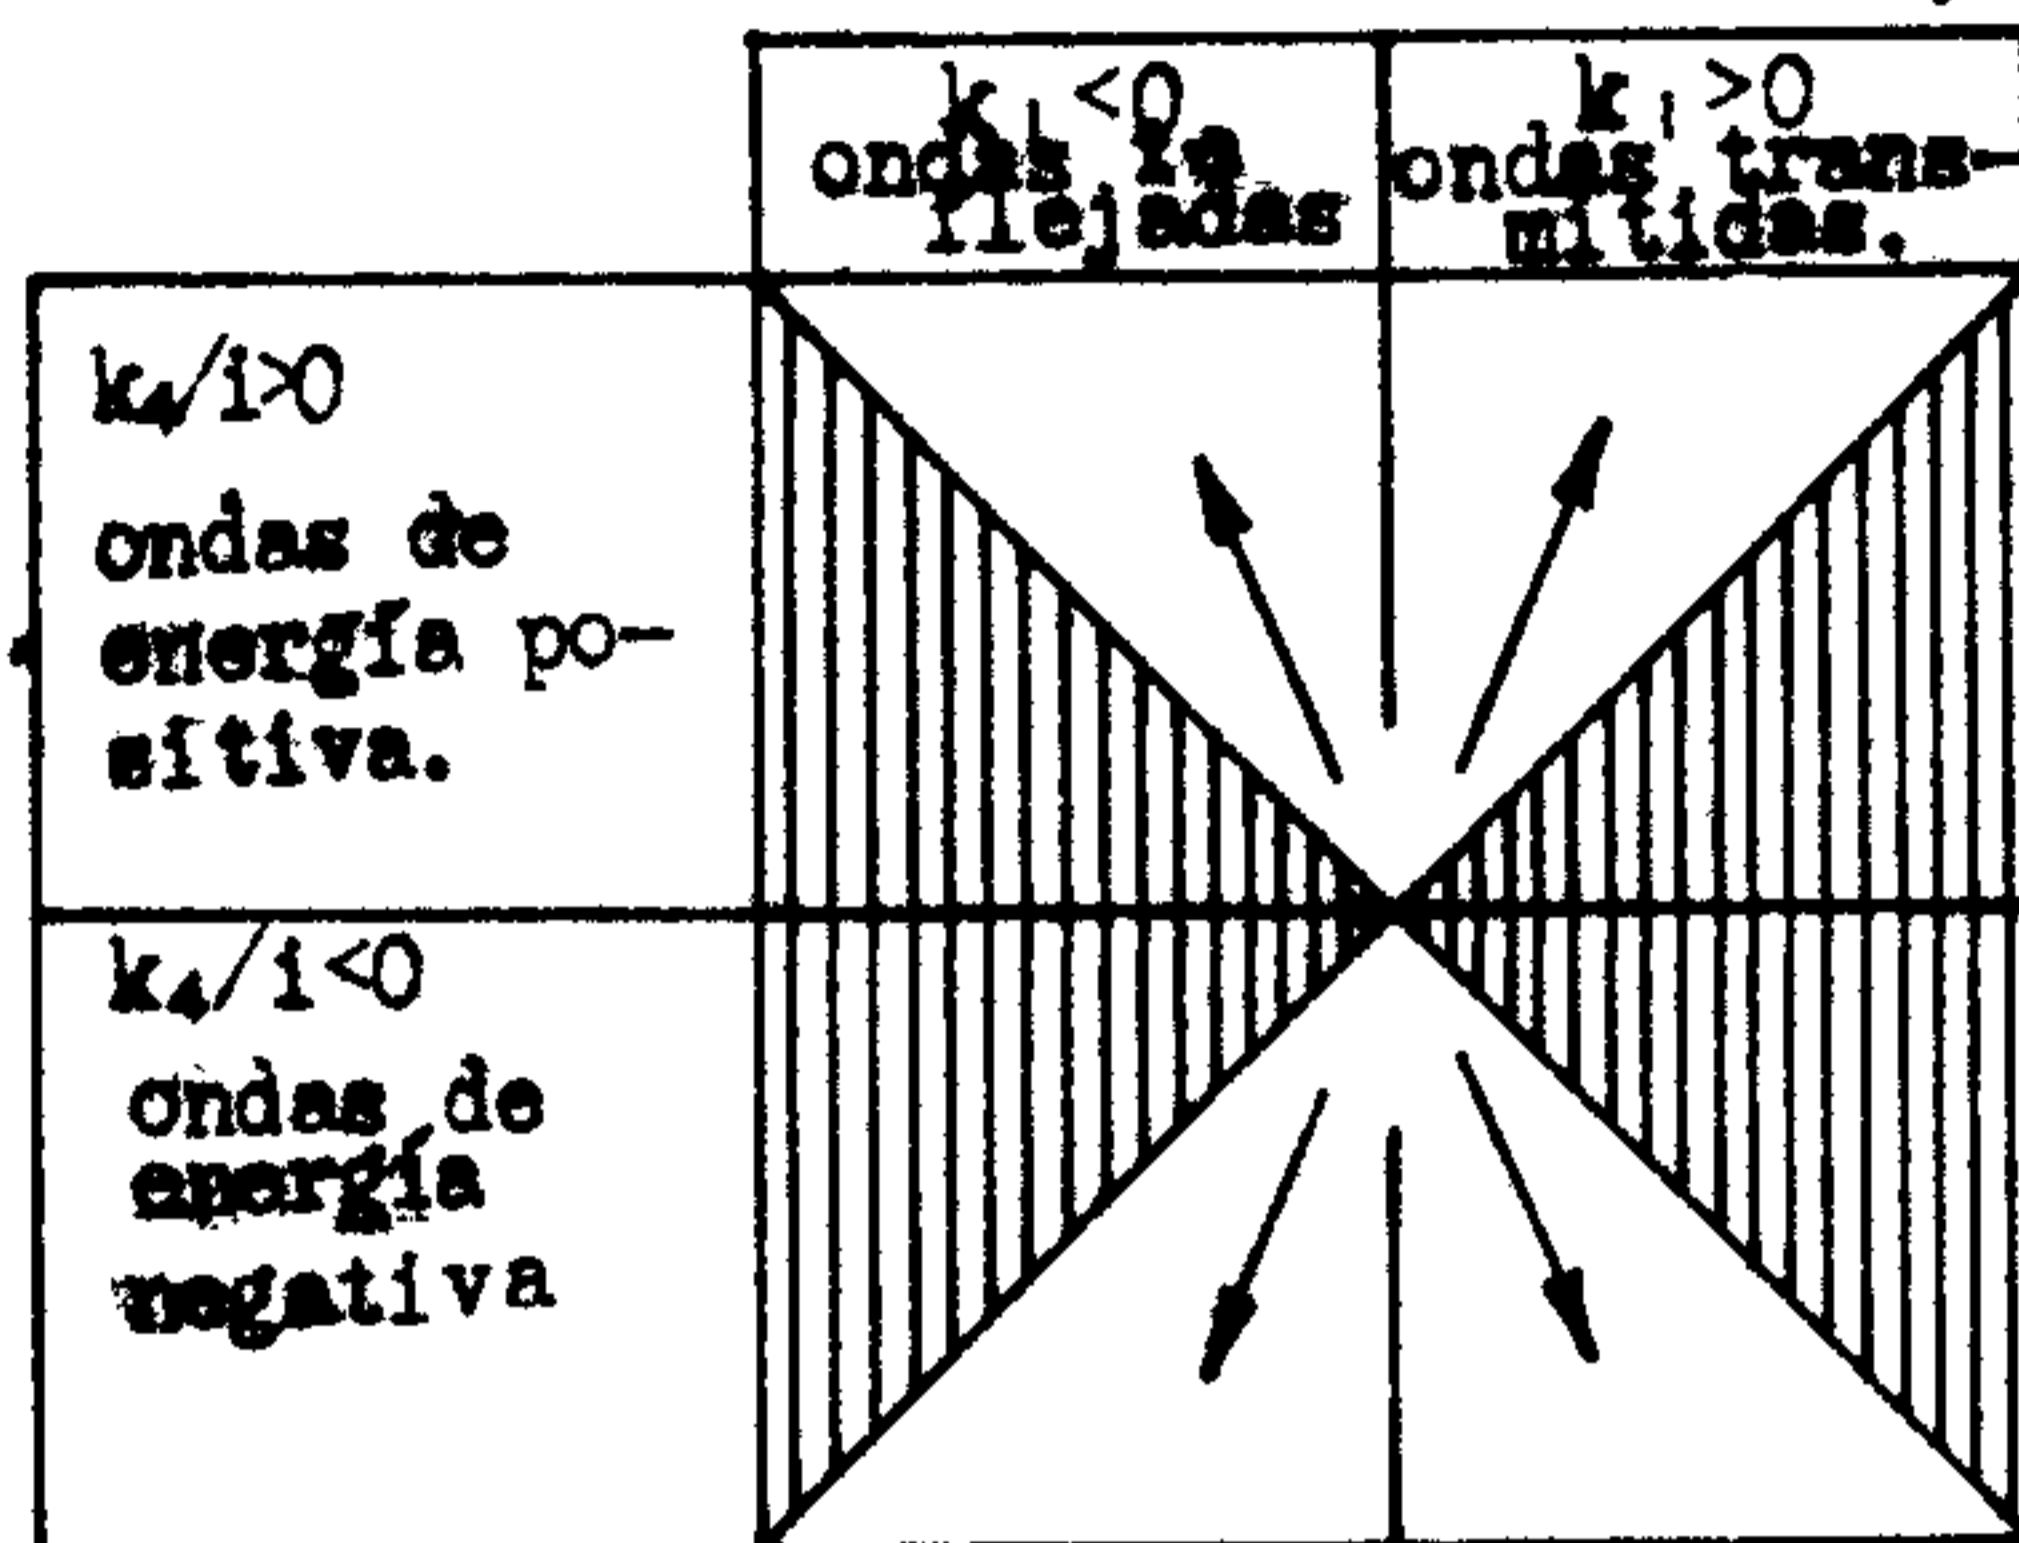 k₁<0
ondas re
flejadas
k₁>0
ondas trans-
mitidas.
k₄/i>0
ondas de
energía po-
sitiva.
k₄/i<0
ondas de
energía
negativa